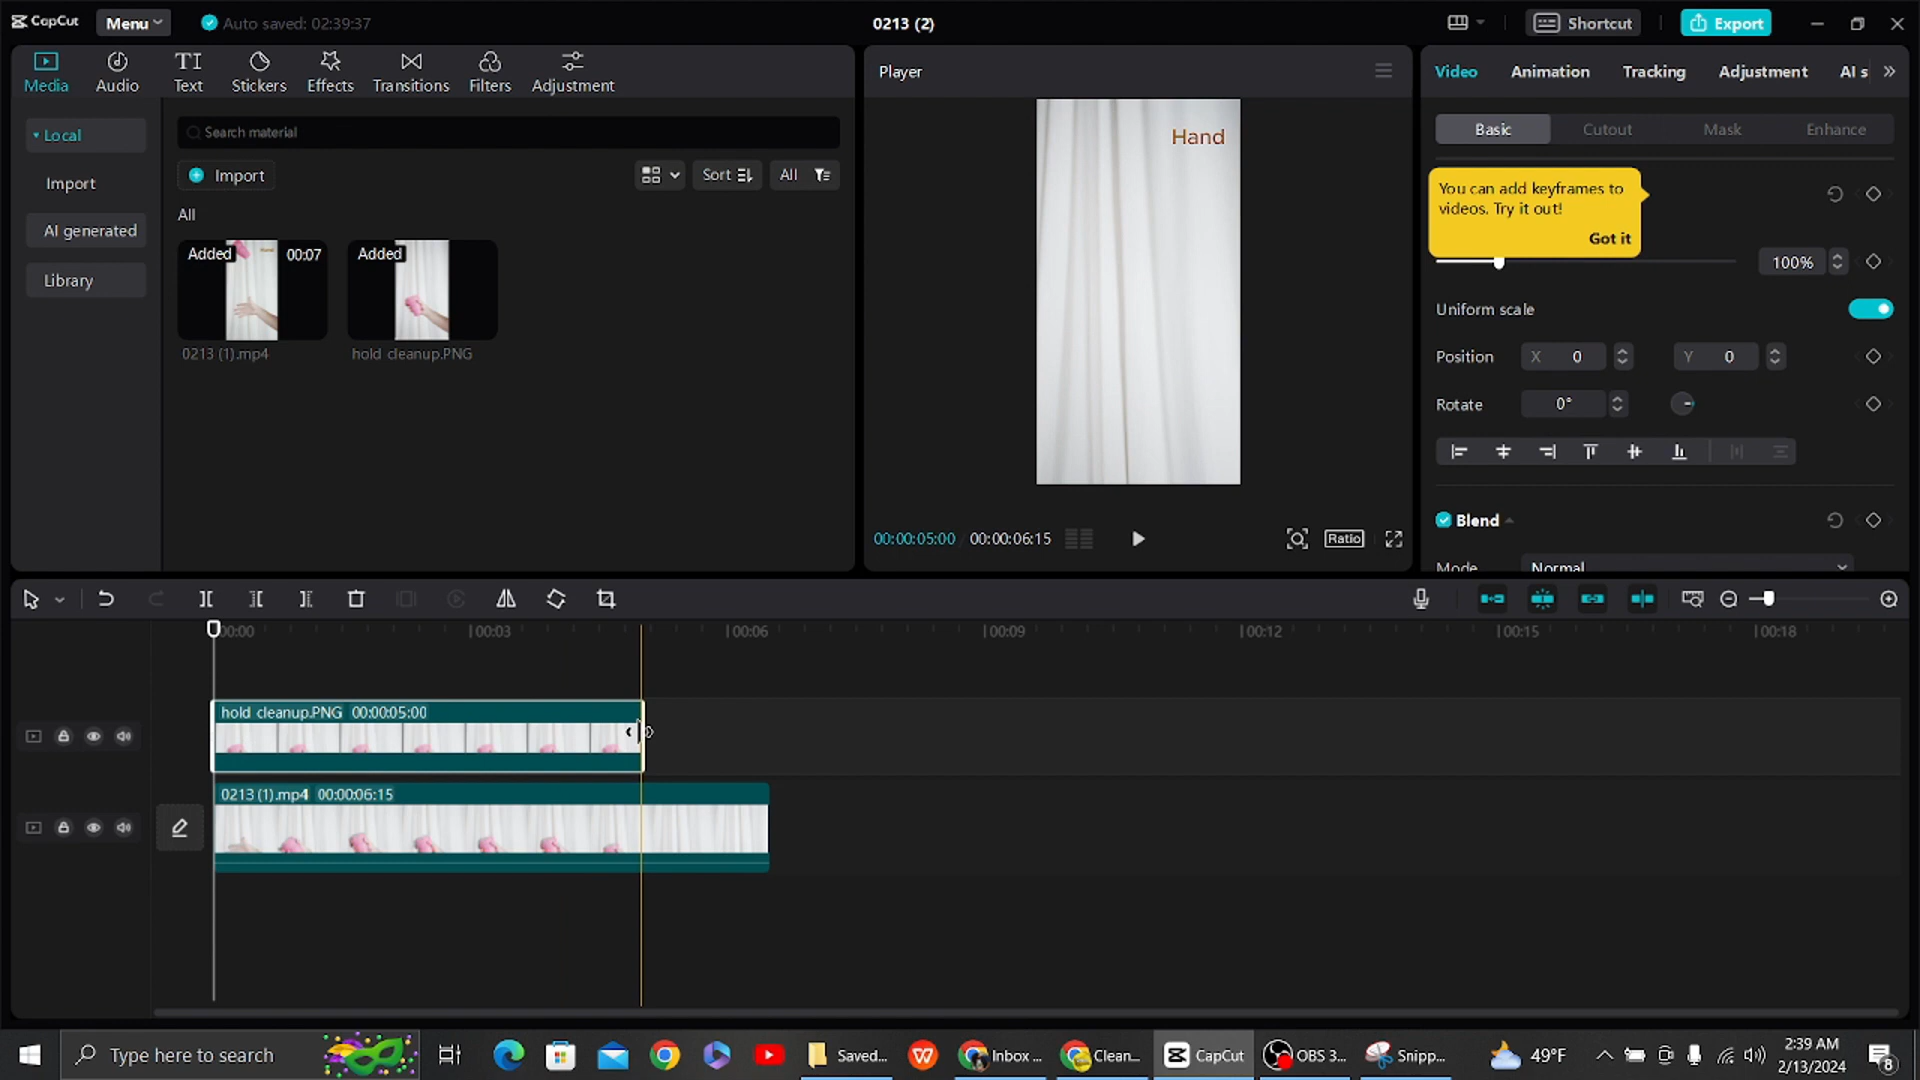 CapCut
Menu
Auto saved: 02:39:37
0213 (2)
Shortcut
Export
Media
Audio
Text
Stickers
Effects
Transitions
Filters
Adjustment
Local
Import
AI generated
Library
Search material
Import
Sort
All
All
Added
00:07
0213 (1).mp4
Added
hold cleanup.PNG
Player
Hand
00:00:05:00 / 00:00:06:15
Ratio
Video
Animation
Tracking
Adjustment
AI s
Basic
Cutout
Mask
Enhance
You can add keyframes to
videos. Try it out!
Got it
100%
Uniform scale
Position
X 0
Y 0
Rotate
0°
Blend
Mode
Normal
00:00
00:03
00:06
00:09
00:12
00:15
00:18
hold cleanup.PNG 00:00:05:00
0213 (1).mp4 00:00:06:15
Type here to search
Saved...
Inbox ...
Clean...
CapCut
OBS 3...
Snipp...
49°F
2:39 AM
2/13/2024
8